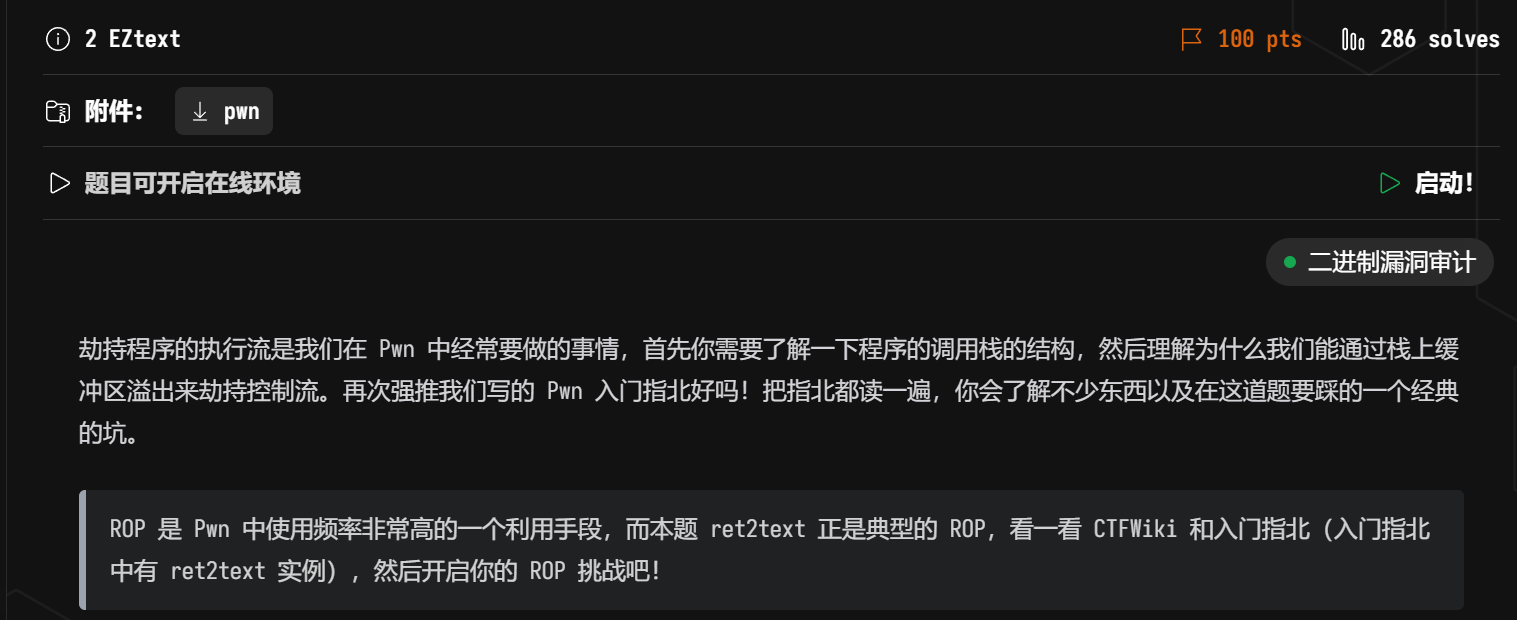 2 EZtext
100 pts
286 solves
附件：
pwn
题目可开启在线环境
启动！
二进制漏洞审计
劫持程序的执行流是我们在 Pwn 中经常要做的事情，首先你需要了解一下程序的调用栈的结构，然后理解为什么我们能通过栈上缓
冲区溢出来劫持控制流。再次强推我们写的 Pwn 入门指北好吗！把指北都读一遍，你会了解不少东西以及在这道题要踩的一个经典
的坑。
ROP 是 Pwn 中使用频率非常高的一个利用手段，而本题 ret2text 正是典型的 ROP，看一看 CTFWiki 和入门指北（入门指北
中有 ret2text 实例），然后开启你的 ROP 挑战吧！